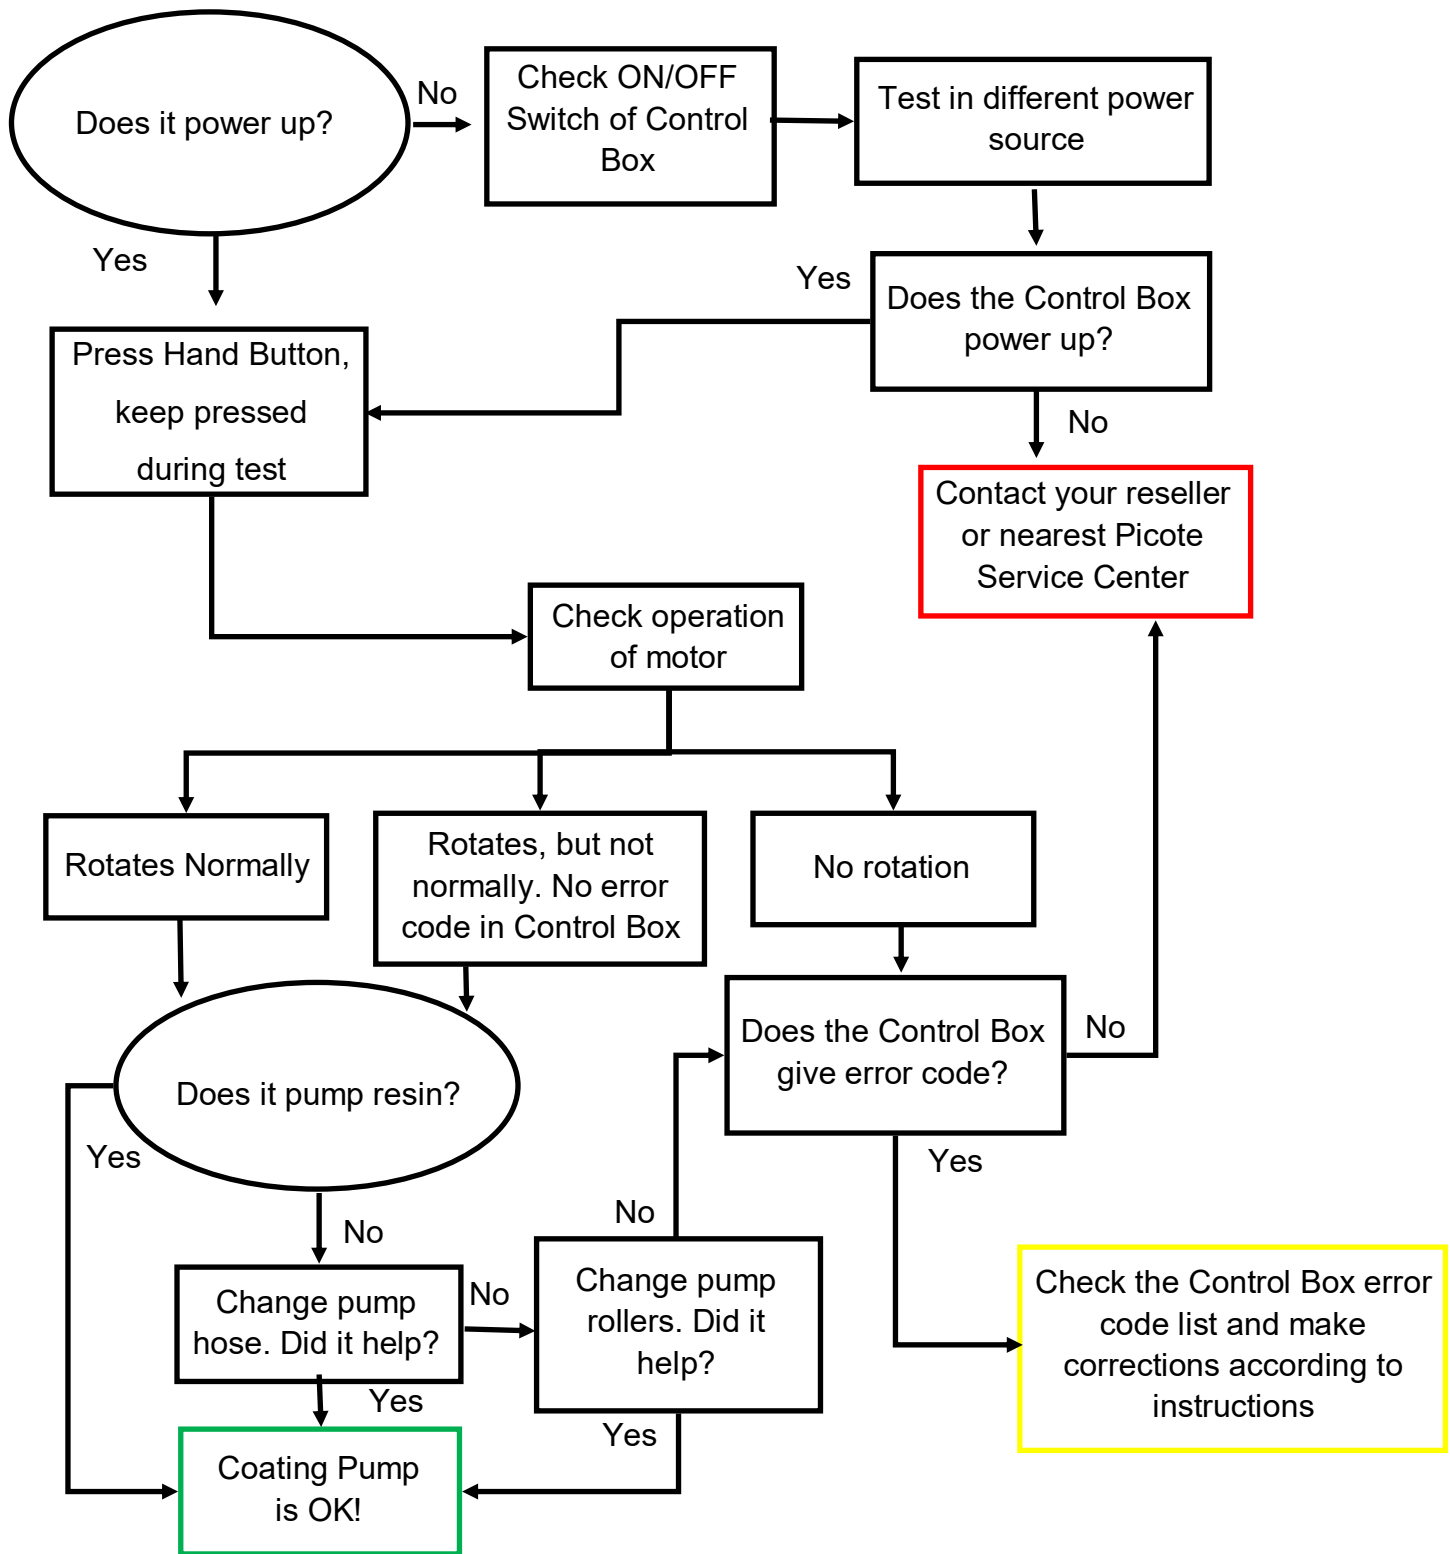 Does it power up?
No
Check ON/OFF
Switch of Control
Box
Test in different power
source
Yes
Yes
Does the Control Box
power up?
Press Hand Button,
keep pressed
during test
No
Contact your reseller
or nearest Picote
Service Center
Check operation
of motor
Rotates Normally
Rotates, but not
normally. No error
code in Control Box
No rotation
Does the Control Box
give error code?
No
Does it pump resin?
Yes
Yes
No
No
Change pump
hose. Did it help?
No
Change pump
rollers. Did it
help?
Check the Control Box error
code list and make
corrections according to
instructions
Yes
Yes
Coating Pump
is OK!